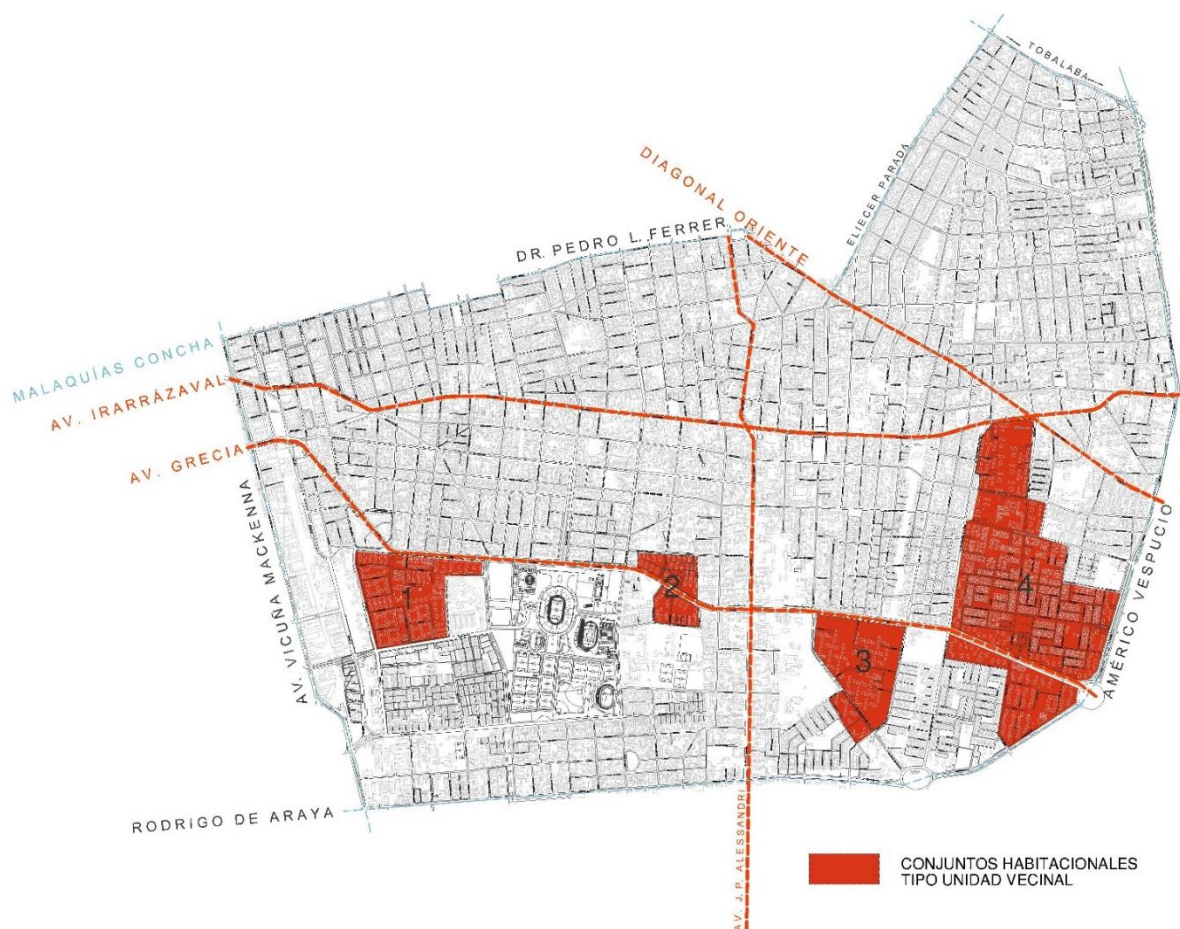 TOBALABA
ELIECER PARADA
DIAGONAL ORIENTE
DR. PEDRO L. FERRER
MALAQUÍAS CONCHA
AV. IRARRÁZAVAL
AV. GRECIA
AV. VICUÑA MACKENNA
1
2
3
4
AMÉRICO VESPUCIO
RODRIGO DE ARAYA
AV. J.P. ALESSANDRI
CONJUNTOS HABITACIONALES
TIPO UNIDAD VECINAL